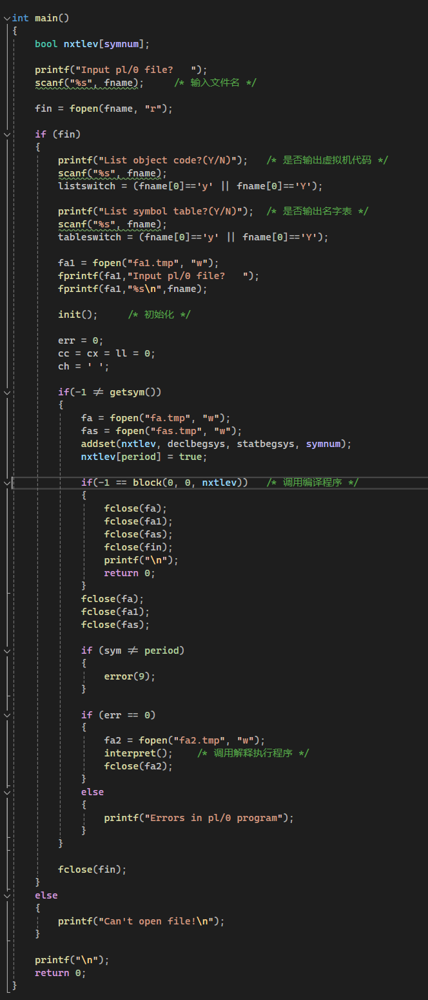 int main()
{
    bool nxtlev[symnum];

    printf("Input pl/0 file?   ");
    scanf("%s", fname);     /* 输入文件名 */

    fin = fopen(fname, "r");

    if (fin)
    {
        printf("List object code?(Y/N)");   /* 是否输出虚拟机代码 */
        scanf("%s", fname);
        listswitch = (fname[0]=='y' || fname[0]=='Y');

        printf("List symbol table?(Y/N)");  /* 是否输出名字表 */
        scanf("%s", fname);
        tableswitch = (fname[0]=='y' || fname[0]=='Y');

        fa1 = fopen("fa1.tmp", "w");
        fprintf(fa1,"Input pl/0 file?   ");
        fprintf(fa1,"%s\n",fname);

        init();     /* 初始化 */

        err = 0;
        cc = cx = ll = 0;
        ch = ' ';

        if(-1 ≠ getsym())
        {
            fa = fopen("fa.tmp", "w");
            fas = fopen("fas.tmp", "w");
            addset(nxtlev, declbegsys, statbegsys, symnum);
            nxtlev[period] = true;

            if(-1 == block(0, 0, nxtlev))   /* 调用编译程序 */
            {
                fclose(fa);
                fclose(fa1);
                fclose(fas);
                fclose(fin);
                printf("\n");
                return 0;
            }
            fclose(fa);
            fclose(fa1);
            fclose(fas);

            if (sym ≠ period)
            {
                error(9);
            }

            if (err == 0)
            {
                fa2 = fopen("fa2.tmp", "w");
                interpret();    /* 调用解释执行程序 */
                fclose(fa2);
            }
            else
            {
                printf("Errors in pl/0 program");
            }
        }

        fclose(fin);
    }
    else
    {
        printf("Can't open file!\n");
    }

    printf("\n");
    return 0;
}